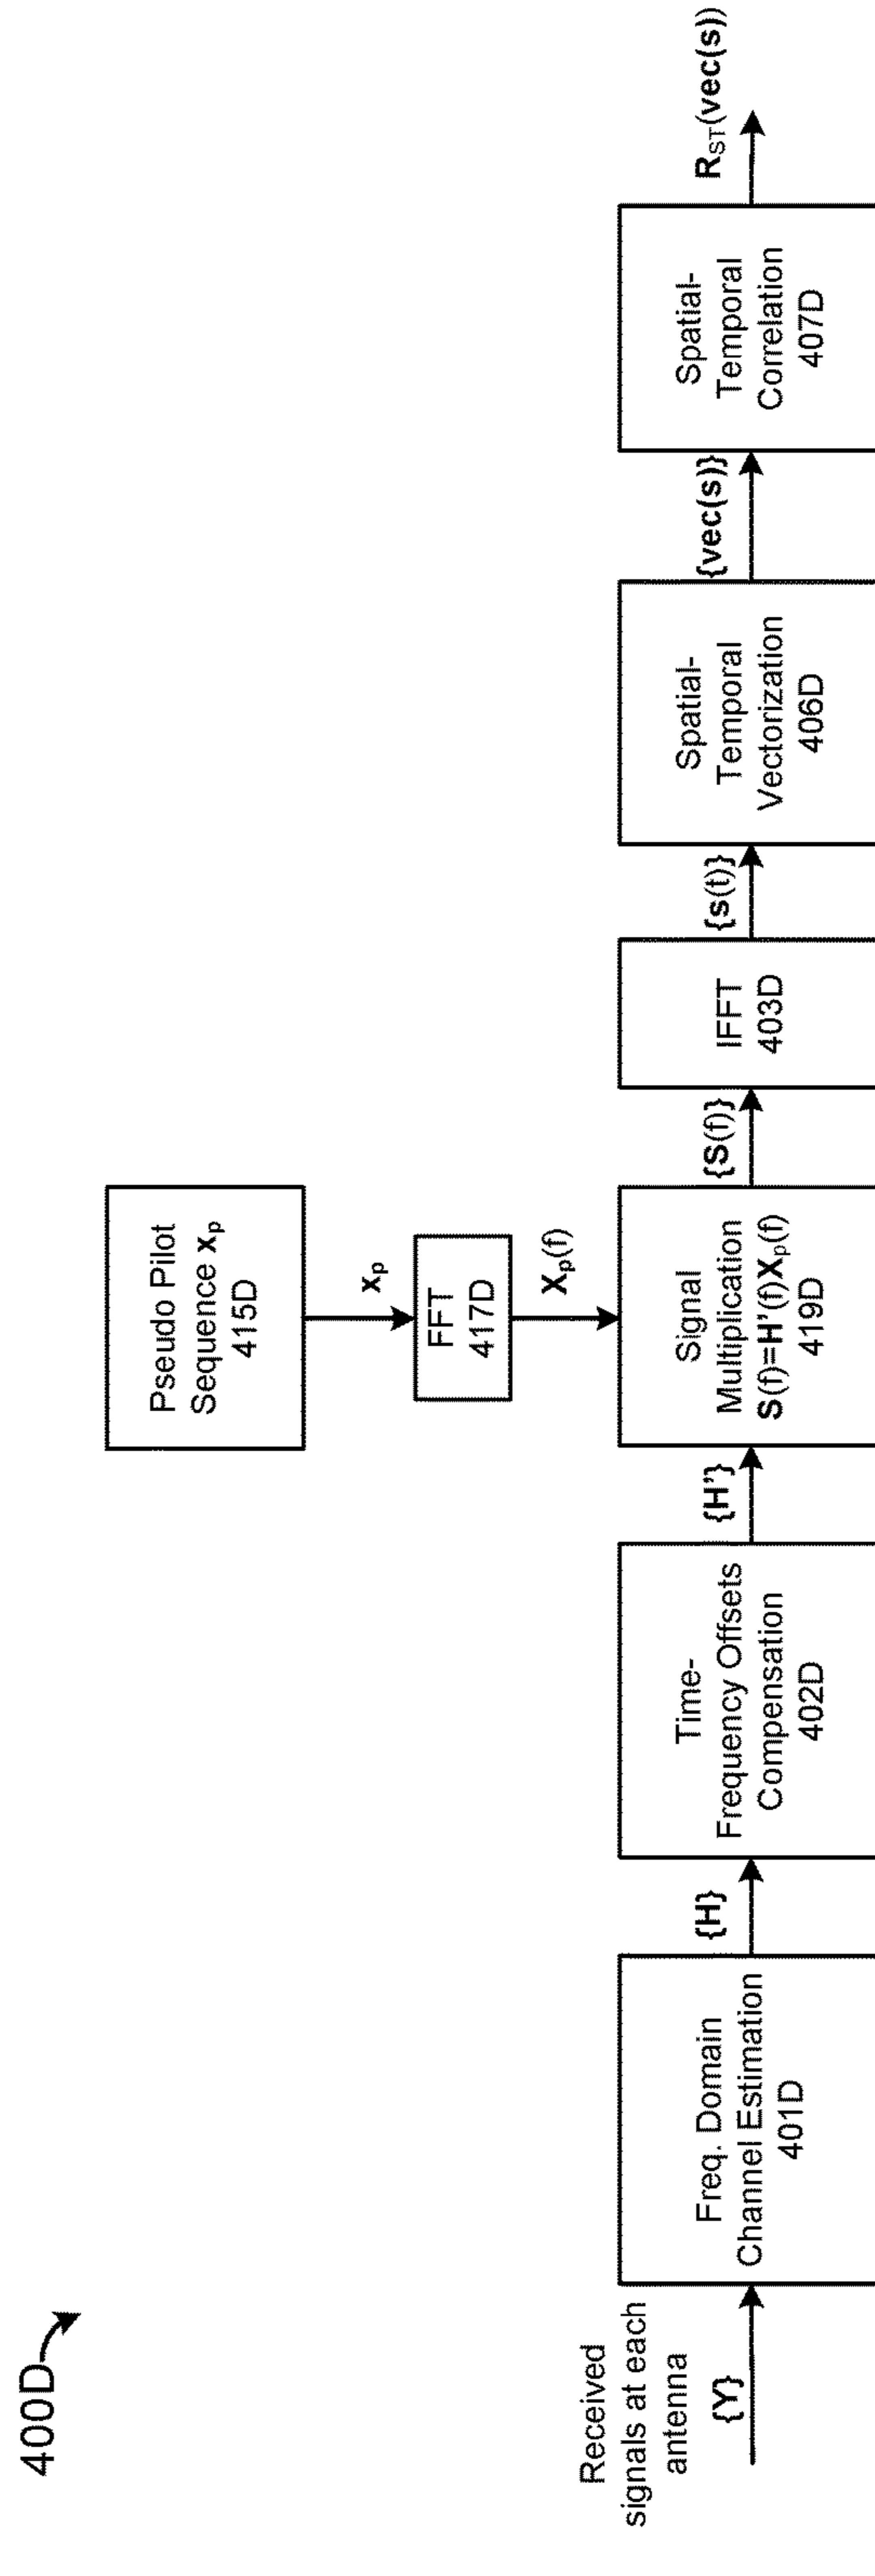 400D
Pseudo Pilot
Sequence xₚ
415D
xₚ
FFT
417D
Xₚ(f)
Received
signals at each
antenna
{Y}
Freq. Domain
Channel Estimation
401D
{H}
Time-
Frequency Offsets
Compensation
402D
{H'}
Signal
Multiplication
S(f)=H'(f)Xₚ(f)
419D
{S(f)}
IFFT
403D
{s(t)}
Spatial-
Temporal
Vectorization
406D
{vec(s)}
Spatial-
Temporal
Correlation
407D
R_ST(vec(s))